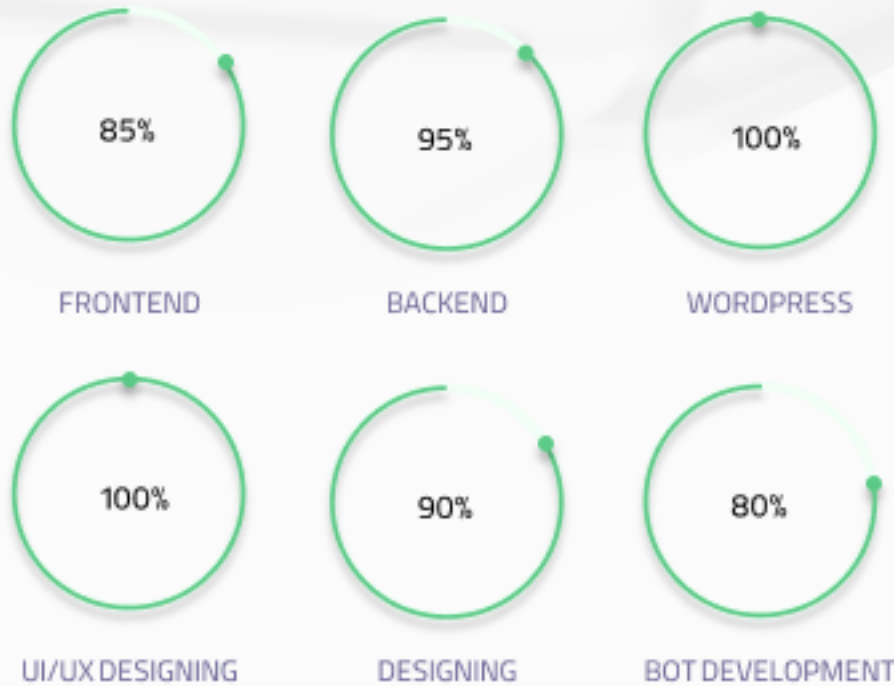 85%
95%
100%
FRONTEND
BACKEND
WORDPRESS
100%
90%
80%
UI/UX DESIGNING
DESIGNING
BOT DEVELOPMENT